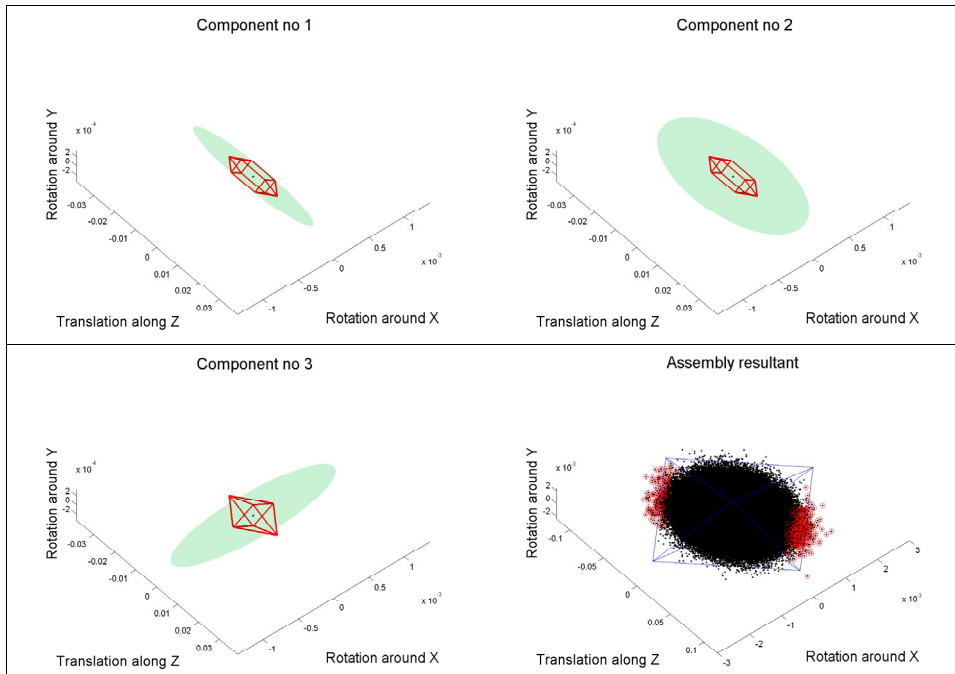 Component no 1
Rotation around Y
x 10⁻⁴
2
0
-2
-0.03
-0.02
-0.01
0
0.01
0.02
0.03
Translation along Z
-1
-0.5
0
0.5
1
x 10⁻³
Rotation around X
Component no 2
Rotation around Y
x 10⁻⁴
2
0
-2
-0.03
-0.02
-0.01
0
0.01
0.02
0.03
Translation along Z
-1
-0.5
0
0.5
1
x 10⁻³
Rotation around X
Component no 3
Rotation around Y
x 10⁻⁴
2
0
-2
-0.03
-0.02
-0.01
0
0.01
0.02
0.03
Translation along Z
-1
-0.5
0
0.5
1
x 10⁻³
Rotation around X
Assembly resultant
Rotation around Y
x 10⁻³
2
0
-2
-0.1
-0.05
0
0.05
0.1
Translation along Z
-3
-2
-1
0
1
2
3
x 10⁻³
Rotation around X